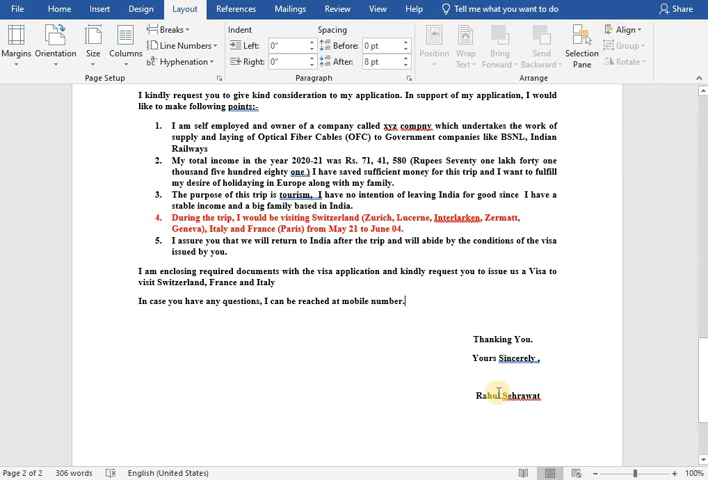 File Home Insert Design Layout References Mailings Review View Tell me what you want to do Share
Margins Orientation Size Columns Breaks Line Numbers Hyphenation
Page Setup
Indent Left: 0" Right: 0"
Spacing Before: 0 pt After: 8 pt
Paragraph
Position Wrap Text Bring Forward Send Backward Selection Pane Align Group Rotate
Arrange
I kindly request you to give kind consideration to my application. In support of my application, I would
like to make following points:-
1. I am self employed and owner of a company called xyz compny which undertakes the work of
supply and laying of Optical Fiber Cables (OFC) to Government companies like BSNL, Indian
Railways
2. My total income in the year 2020-21 was Rs. 71, 41, 580 (Rupees Seventy one lakh forty one
thousand five hundred eighty one ) I have saved sufficient money for this trip and I want to fulfill
my desire of holidaying in Europe along with my family.
3. The purpose of this trip is tourism, I have no intention of leaving India for good since I have a
stable income and a big family based in India.
4. During the trip, I would be visiting Switzerland (Zurich, Lucerne, Interlarken, Zermatt,
Geneva), Italy and France (Paris) from May 21 to June 04.
5. I assure you that we will return to India after the trip and will abide by the conditions of the visa
issued by you.
I am enclosing required documents with the visa application and kindly request you to issue us a Visa to
visit Switzerland, France and Italy
In case you have any questions, I can be reached at mobile number.
Thanking You.
Yours Sincerely ,
Rahul Sehrawat
Page 2 of 2 306 words English (United States) 100%